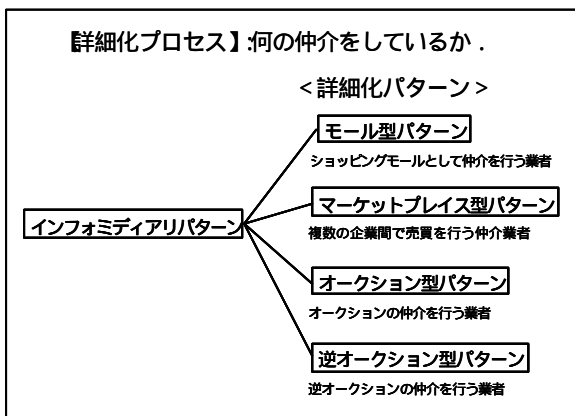 【詳細化プロセス】:何の仲介をしているか.
<詳細化パターン>
モール型パターン
ショッピングモールとして仲介を行う業者
マーケットプレイス型パターン
複数の企業間で売買を行う仲介業者
インフォミディアリパターン
オークション型パターン
オークションの仲介を行う業者
逆オークション型パターン
逆オークションの仲介を行う業者